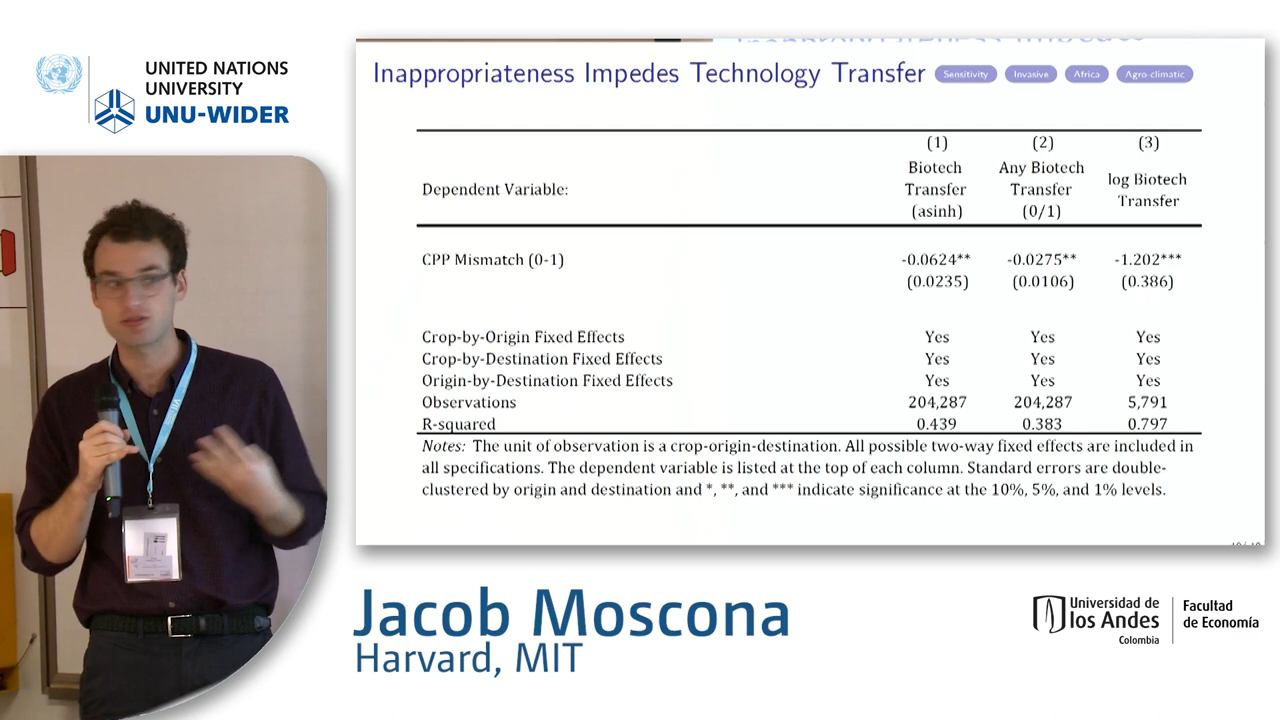 UNITED NATIONS
UNIVERSITY
UNU-WIDER
Inappropriateness Impedes Technology Transfer
Sensitivity
Invasive
Africa
Agro-climatic
(1) (2) (3)
Dependent Variable:
Biotech Transfer (asinh)
Any Biotech Transfer (0/1)
log Biotech Transfer
CPP Mismatch (0-1) -0.0624** -0.0275** -1.202***
(0.0235) (0.0106) (0.386)
Crop-by-Origin Fixed Effects Yes Yes Yes
Crop-by-Destination Fixed Effects Yes Yes Yes
Origin-by-Destination Fixed Effects Yes Yes Yes
Observations 204,287 204,287 5,791
R-squared 0.439 0.383 0.797
Notes: The unit of observation is a crop-origin-destination. All possible two-way fixed effects are included in
all specifications. The dependent variable is listed at the top of each column. Standard errors are double-
clustered by origin and destination and *, **, and *** indicate significance at the 10%, 5%, and 1% levels.
Jacob Moscona
Harvard, MIT
Universidad de
los Andes
Colombia
Facultad
de Economía